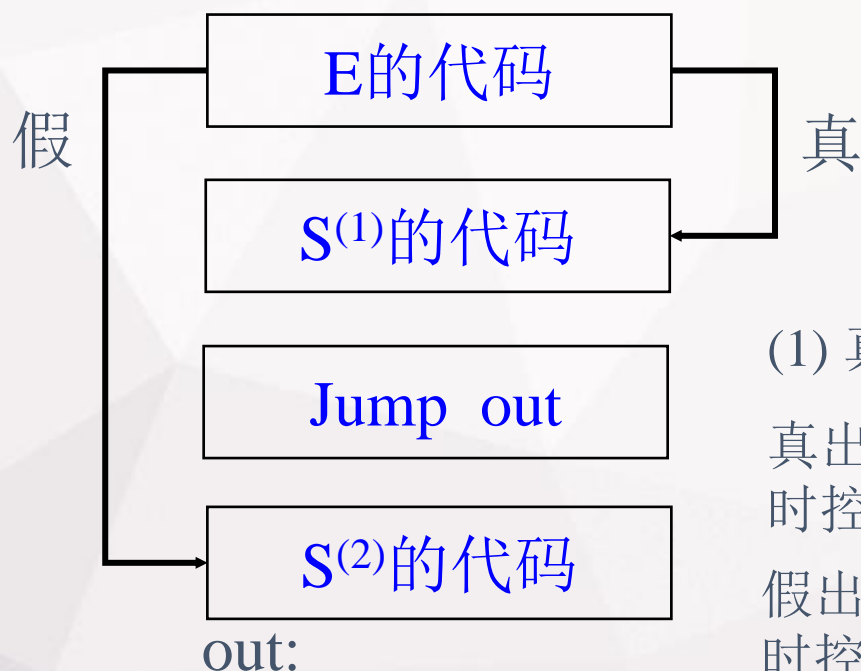 E的代码
假
真
S(1)的代码
(1)
Jump out
真出
时控
S(2)的代码
假出
out:
时控